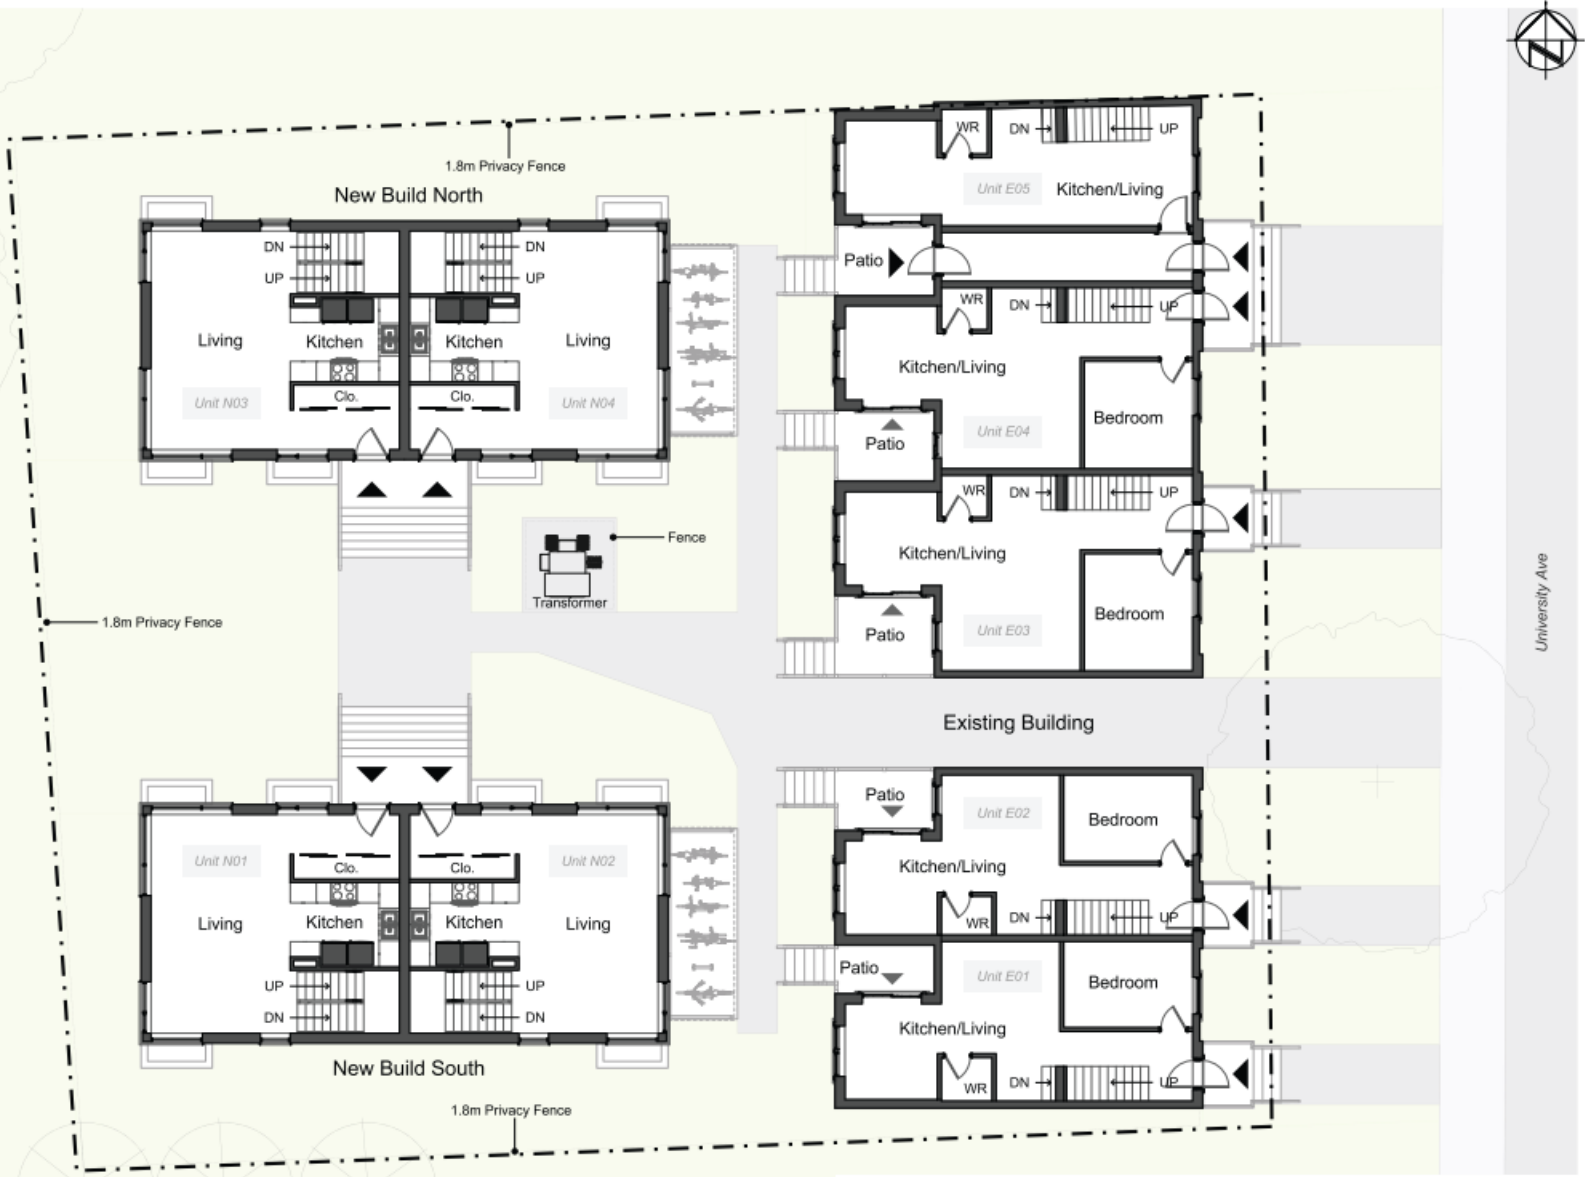 N
1.8m Privacy Fence
New Build North
DN
UP
DN
UP
Living
Kitchen
Kitchen
Living
Unit N03
Clo.
Clo.
Unit N04
Fence
Transformer
1.8m Privacy Fence
Clo.
Clo.
Unit N01
Unit N02
Living
Kitchen
Kitchen
Living
UP
DN
UP
DN
New Build South
1.8m Privacy Fence
WR
DN
UP
Unit E05
Kitchen/Living
Patio
WR
DN
UP
Kitchen/Living
Bedroom
Unit E04
Patio
WR
DN
UP
Kitchen/Living
Bedroom
Unit E03
Patio
Existing Building
Patio
Unit E02
Bedroom
Kitchen/Living
WR
DN
UP
Patio
Unit E01
Bedroom
Kitchen/Living
WR
DN
UP
University Ave